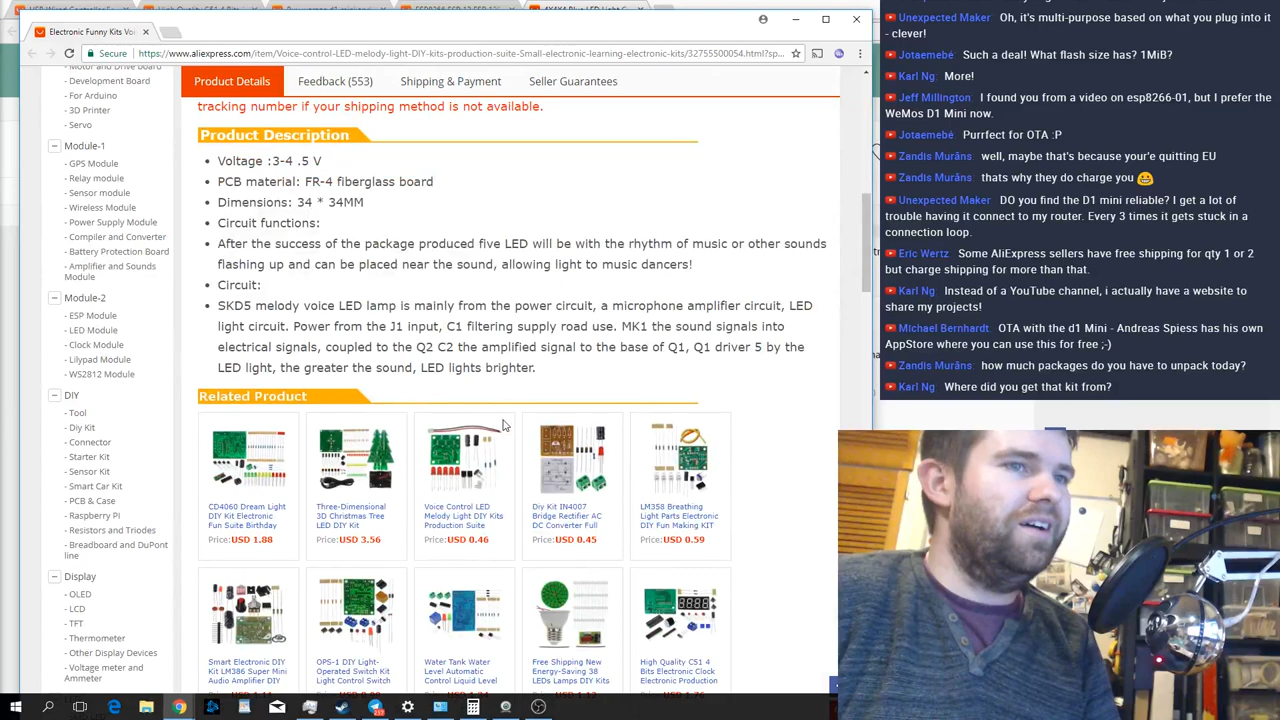 Electronic Funny Kits Voi
Secure
https://www.aliexpress.com/item/Voice-control-LED-melody-light-DIY-kits-production-suite-Small-electronic-learning-electronic-kits/32755500054.html?sp...
- Motor and Drive board
- Development Board
- For Arduino
- 3D Printer
- Servo
Module-1
- GPS Module
- Relay module
- Sensor module
- Wireless Module
- Power Supply Module
- Compiler and Converter
- Battery Protection Board
- Amplifier and Sounds
Module
Module-2
- ESP Module
- LED Module
- Clock Module
- Lilypad Module
- WS2812 Module
DIY
- Tool
- Diy Kit
- Connector
- Starter Kit
- Sensor Kit
- Smart Car Kit
- PCB & Case
- Raspberry PI
- Resistors and Triodes
- Breadboard and DuPont
line
Display
- OLED
- LCD
- TFT
- Thermometer
- Other Display Devices
- Voltage meter and
Ammeter
Product Details
Feedback (553)
Shipping & Payment
Seller Guarantees
tracking number if your shipping method is not available.
Product Description
• Voltage :3-4 .5 V
• PCB material: FR-4 fiberglass board
• Dimensions: 34 * 34MM
• Circuit functions:
• After the success of the package produced five LED will be with the rhythm of music or other sounds
flashing up and can be placed near the sound, allowing light to music dancers!
• Circuit:
• SKD5 melody voice LED lamp is mainly from the power circuit, a microphone amplifier circuit, LED
light circuit. Power from the J1 input, C1 filtering supply road use. MK1 the sound signals into
electrical signals, coupled to the Q2 C2 the amplified signal to the base of Q1, Q1 driver 5 by the
LED light, the greater the sound, LED lights brighter.
Related Product
CD4060 Dream Light
DIY Kit Electronic
Fun Suite Birthday
Price:USD 1.88
Three-Dimensional
3D Christmas Tree
LED DIY Kit
Price:USD 3.56
Voice Control LED
Melody Light DIY Kits
Production Suite
Price:USD 0.46
Diy Kit IN4007
Bridge Rectifier AC
DC Converter Full
Price:USD 0.45
LM358 Breathing
Light Parts Electronic
DIY Fun Making KIT
Price:USD 0.59
Smart Electronic DIY
Kit LM386 Super Mini
Audio Amplifier DIY
OPS-1 DIY Light-
Operated Switch Kit
Light Control Switch
Water Tank Water
Level Automatic
Control Liquid Level
Free Shipping New
Energy-Saving 38
LEDs Lamps DIY Kits
High Quality C51 4
Bits Electronic Clock
Electronic Production
Unexpected Maker Oh, it's multi-purpose based on what you plug into it
- clever!
Jotaemebé Such a deal! What flash size has? 1MiB?
Karl Ng More!
Jeff Millington I found you from a video on esp8266-01, but I prefer the
WeMos D1 Mini now.
Jotaemebé Purrfect for OTA :P
Zandis Murāns well, maybe that's because your'e quitting EU
Zandis Murāns thats why they do charge you 😁
Unexpected Maker DO you find the D1 mini reliable? I get a lot of
trouble having it connect to my router. Every 3 times it gets stuck in a
connection loop.
Eric Wertz Some AliExpress sellers have free shipping for qty 1 or 2
but charge shipping for more than that.
Karl Ng Instead of a YouTube channel, i actually have a website to
share my projects!
Michael Bernhardt OTA with the d1 Mini - Andreas Spiess has his own
AppStore where you can use this for free ;-)
Zandis Murāns how much packages do you have to unpack today?
Karl Ng Where did you get that kit from?